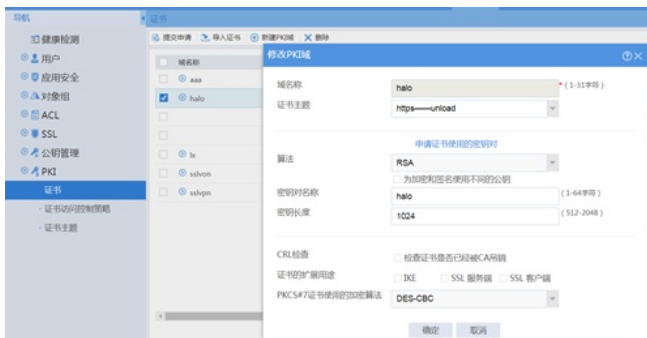 导航
证书
健康检测
用户
应用安全
对象组
ACL
SSL
公钥管理
PKI
证书
· 证书访问控制策略
· 证书主题
提交申请 导入证书 新建PKI域 删除
域名称
aaa
halo
lx
sslvon
sslvpn
修改PKI域
域名称 halo * (1-31字符)
证书主题 https——unload
申请证书使用的密钥对
算法 RSA
为加密和签名使用不同的公钥
密钥对名称 halo (1-64字符)
密钥长度 1024 (512-2048)
CRL检查 检查证书是否已经被CA吊销
证书的扩展用途 IKE SSL 服务端 SSL 客户端
PKCS#7证书使用的加密算法 DES-CBC
确定 取消